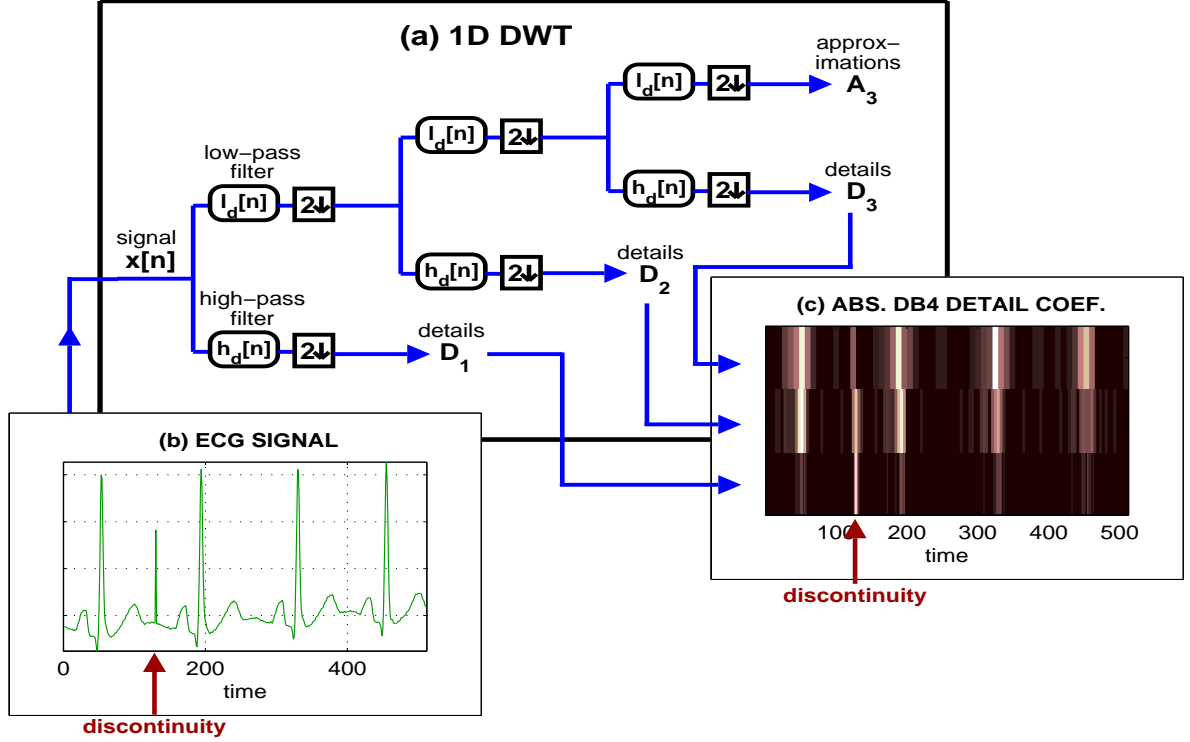 (a) 1D DWT
approx-
imations
A3
ld[n]
2↓
ld[n]
2↓
low-pass
filter
ld[n]
2↓
hd[n]
2↓
details
D3
signal
x[n]
hd[n]
2↓
details
D2
high-pass
filter
hd[n]
2↓
details
D1
(b) ECG SIGNAL
0
200
400
time
discontinuity
(c) ABS. DB4 DETAIL COEF.
100
200
300
400
500
time
discontinuity